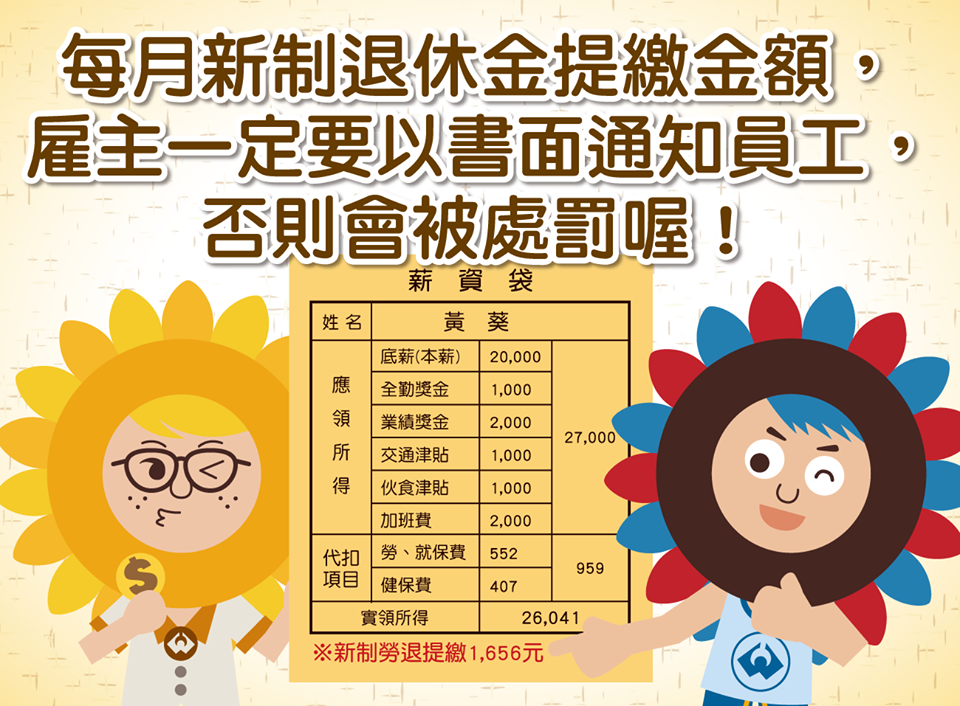 每月新制退休金提繳金額，
雇主一定要以書面通知員工，
否則會被處罰喔！
薪資袋
姓名 黃葵
應領所得
底薪(本薪) 20,000
全勤獎金 1,000
業績獎金 2,000
27,000
交通津貼 1,000
伙食津貼 1,000
加班費 2,000
代扣項目
勞、就保費 552
959
健保費 407
實領所得 26,041
※新制勞退提繳1,656元
$